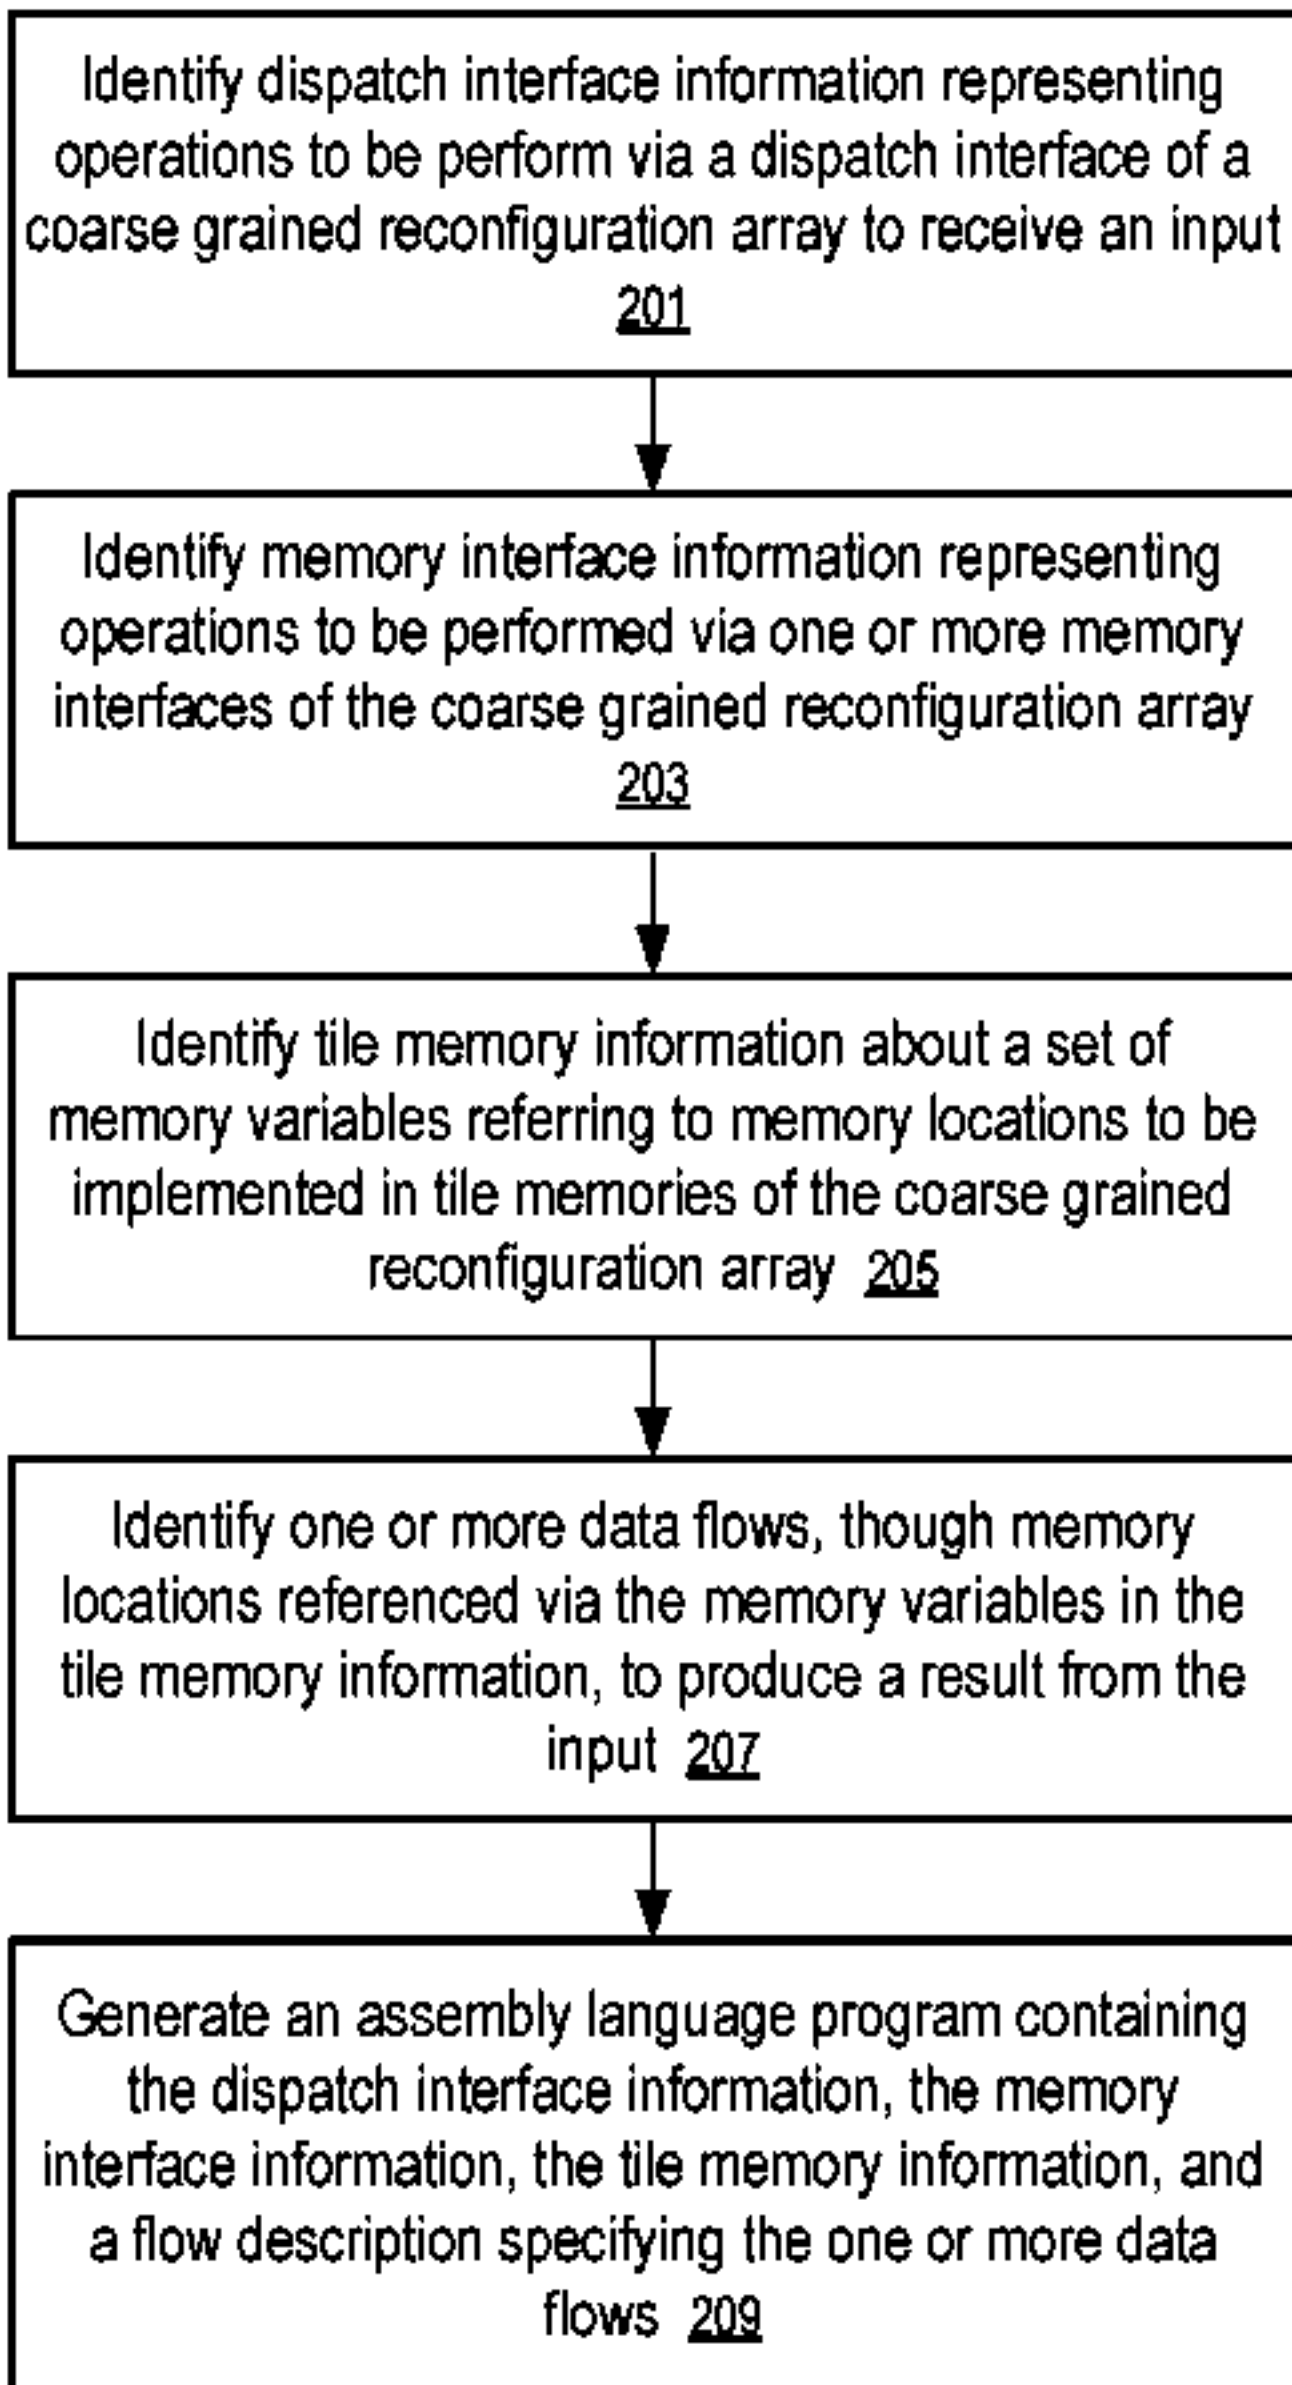 Identify dispatch interface information representing
operations to be perform via a dispatch interface of a
coarse grained reconfiguration array to receive an input
201
Identify memory interface information representing
operations to be performed via one or more memory
interfaces of the coarse grained reconfiguration array
203
Identify tile memory information about a set of
memory variables referring to memory locations to be
implemented in tile memories of the coarse grained
reconfiguration array 205
Identify one or more data flows, though memory
locations referenced via the memory variables in the
tile memory information, to produce a result from the
input 207
Generate an assembly language program containing
the dispatch interface information, the memory
interface information, the tile memory information, and
a flow description specifying the one or more data
flows 209